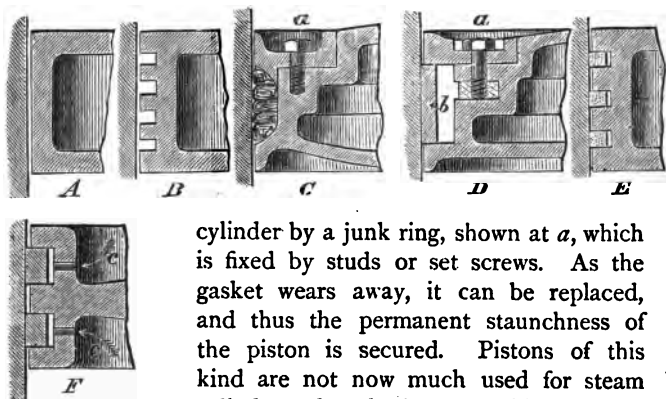 a
a
b
A
B
C
D
E
c
F
cylinder by a junk ring, shown at a, which
is fixed by studs or set screws. As the
gasket wears away, it can be replaced,
and thus the permanent staunchness of
the piston is secured. Pistons of this
kind are not now much used for steam